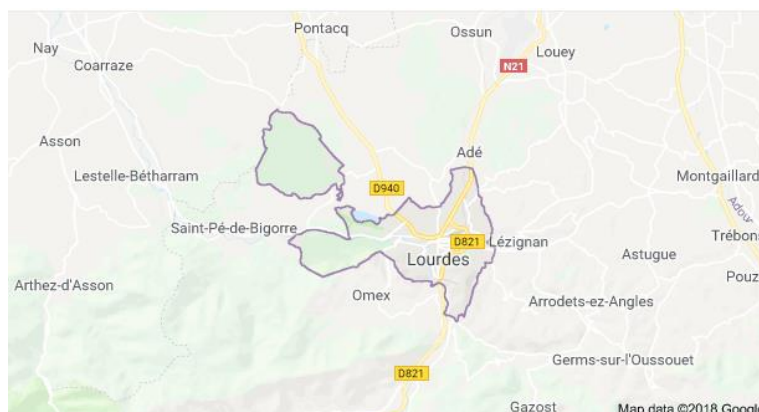 Pontacq
Ossun
Nay
Louey
Coarraze
N21
Asson
Adé
Lestelle-Bétharram
Montgaillard
D940
Adour
Saint-Pé-de-Bigorre
Trébons
D821
Lézignan
Lourdes
Astugue
Pouz
Arthez-d'Asson
Omex
Arrodets-ez-Angles
Germs-sur-l'Oussouet
D821
Gazost
Map data ©2018 Google